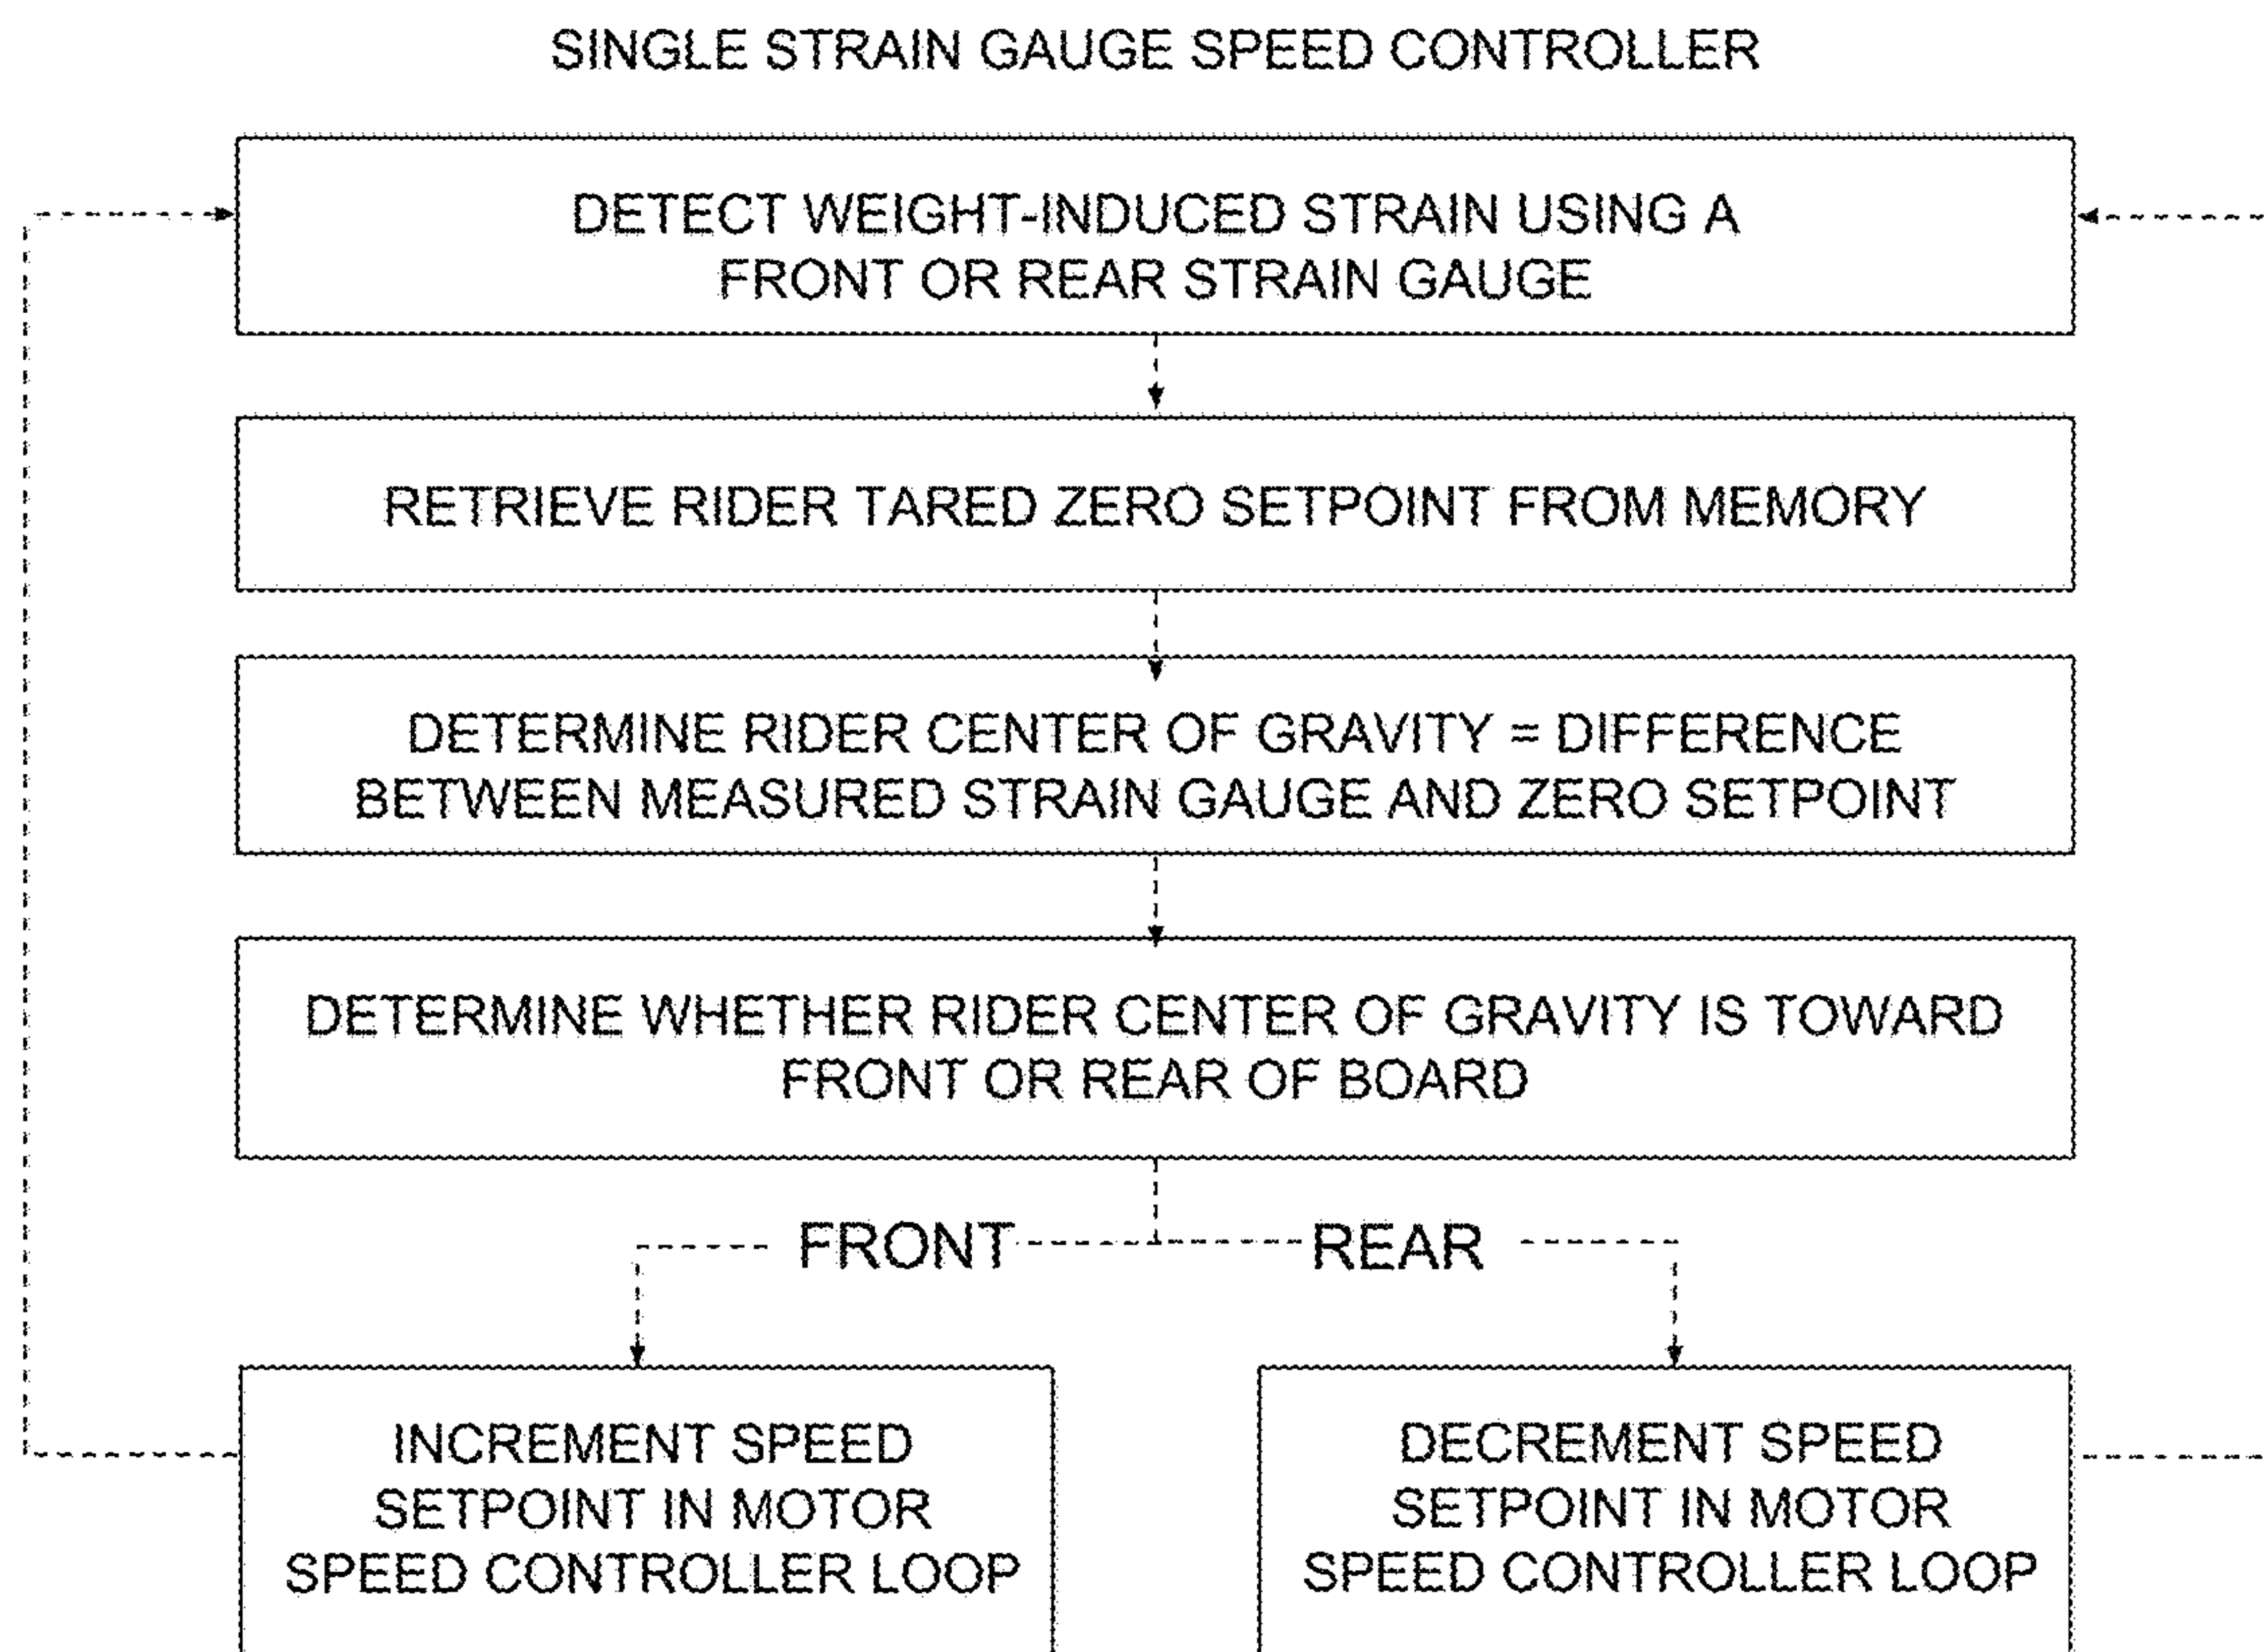 SINGLE STRAIN GAUGE SPEED CONTROLLER
DETECT WEIGHT-INDUCED STRAIN USING A
FRONT OR REAR STRAIN GAUGE
RETRIEVE RIDER TARED ZERO SETPOINT FROM MEMORY
DETERMINE RIDER CENTER OF GRAVITY = DIFFERENCE
BETWEEN MEASURED STRAIN GAUGE AND ZERO SETPOINT
DETERMINE WHETHER RIDER CENTER OF GRAVITY IS TOWARD
FRONT OR REAR OF BOARD
FRONT
REAR
INCREMENT SPEED
SETPOINT IN MOTOR
SPEED CONTROLLER LOOP
DECREMENT SPEED
SETPOINT IN MOTOR
SPEED CONTROLLER LOOP